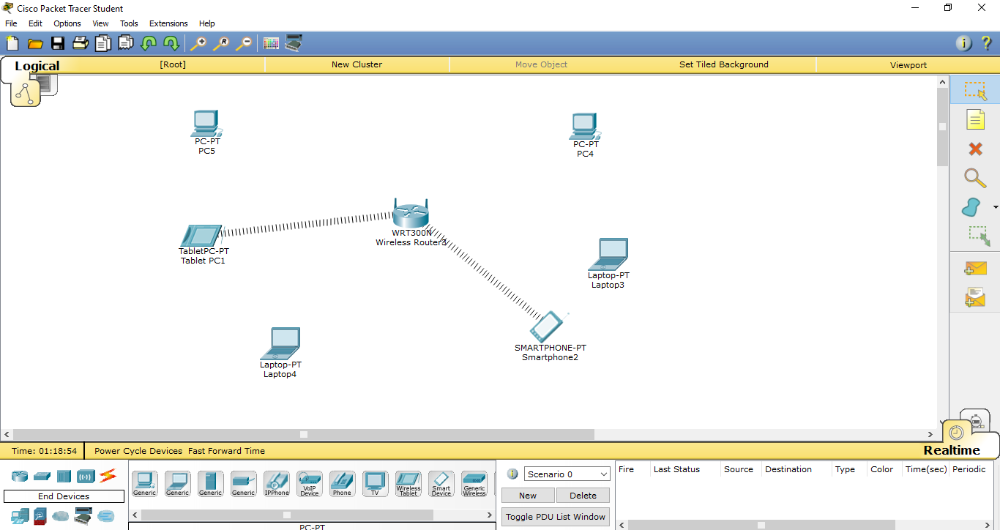 Cisco Packet Tracer Student
File Edit Options View Tools Extensions Help
Logical [Root] New Cluster Move Object Set Tiled Background Viewport
PC-PT
PC5
PC-PT
PC4
WRT300N
Wireless Router3
TabletPC-PT
Tablet PC1
Laptop-PT
Laptop3
SMARTPHONE-PT
Smartphone2
Laptop-PT
Laptop4
Time: 01:18:54 Power Cycle Devices Fast Forward Time Realtime
End Devices
Generic Generic Generic Generic IPPhone VoIP Device Phone TV Wireless Tablet Smart Device Generic Wireless
PC-PT
Scenario 0
New Delete
Toggle PDU List Window
Fire Last Status Source Destination Type Color Time(sec) Periodic